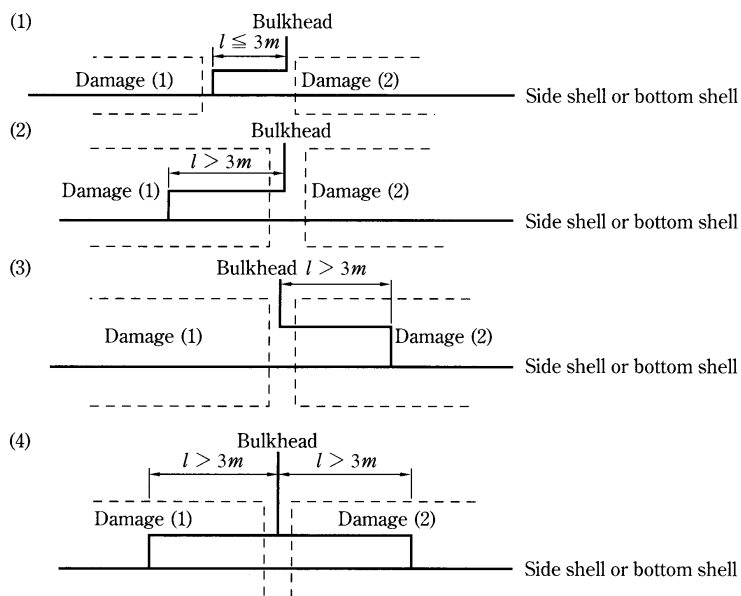 (1)
Bulkhead
l ≦ 3m
Damage (1)
Damage (2)
Side shell or bottom shell
(2)
Bulkhead
l > 3m
Damage (1)
Damage (2)
Side shell or bottom shell
(3)
Bulkhead l > 3m
Damage (1)
Damage (2)
Side shell or bottom shell
(4)
Bulkhead
l > 3m
l > 3m
Damage (1)
Damage (2)
Side shell or bottom shell